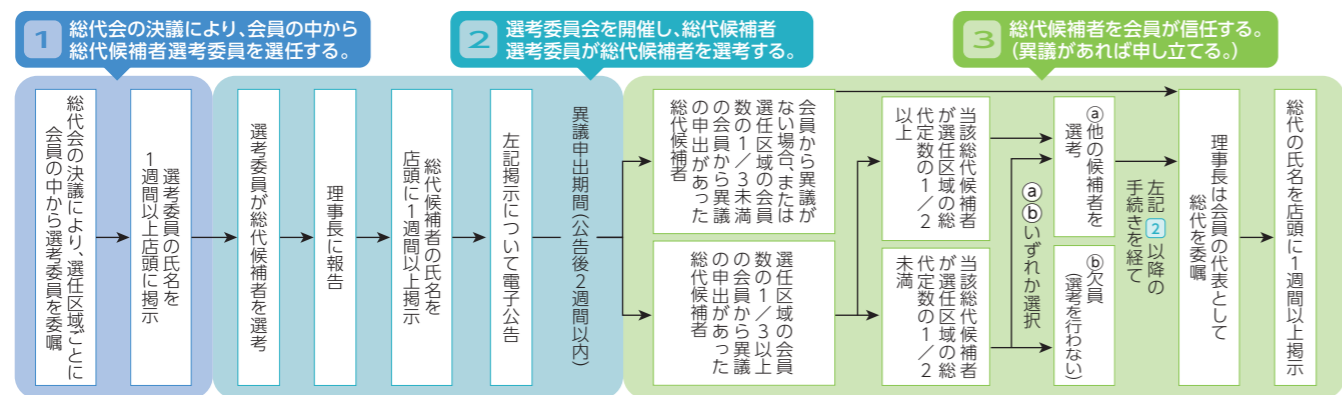 1
総代会の決議により、会員の中から
総代候補者選考委員を選任する。
2
選考委員会を開催し、総代候補者
選考委員が総代候補者を選考する。
3
総代候補者を会員が信任する。
(異議があれば申し立てる。)
総代会の決議により、選任区域ごとに
会員の中から選考委員を委嘱
選考委員の氏名を
1週間以上店頭に掲示
選考委員が総代候補者を選考
理事長に報告
総代候補者の氏名を
店頭に1週間以上掲示
左記掲示について電子公告
異議申出期間(公告後2週間以内)
会員から異議が
ない場合、または
選任区域の会員
数の1/3未満
の会員から異議
の申出があった
総代候補者
選任区域の会員
数の1/3以上
の会員から異議
の申出があった
総代候補者
当該総代候補者
が選任区域の総
代定数の1/2
以上
当該総代候補者
が選任区域の総
代定数の1/2
未満
ⓐⓑいずれか選択
ⓐ他の候補者を
選考
ⓑ欠員
(選考を行わない)
左記2以降の
手続きを経て
理事長は会員の代表として
総代を委嘱
総代の氏名を店頭に1週間以上掲示